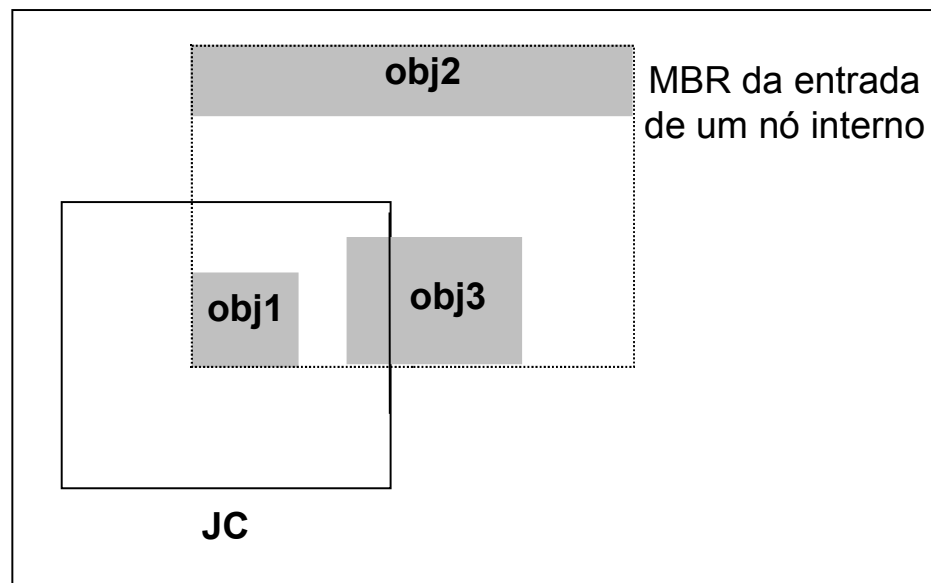 obj2
MBR da entrada
de um nó interno
obj1
obj3
JC